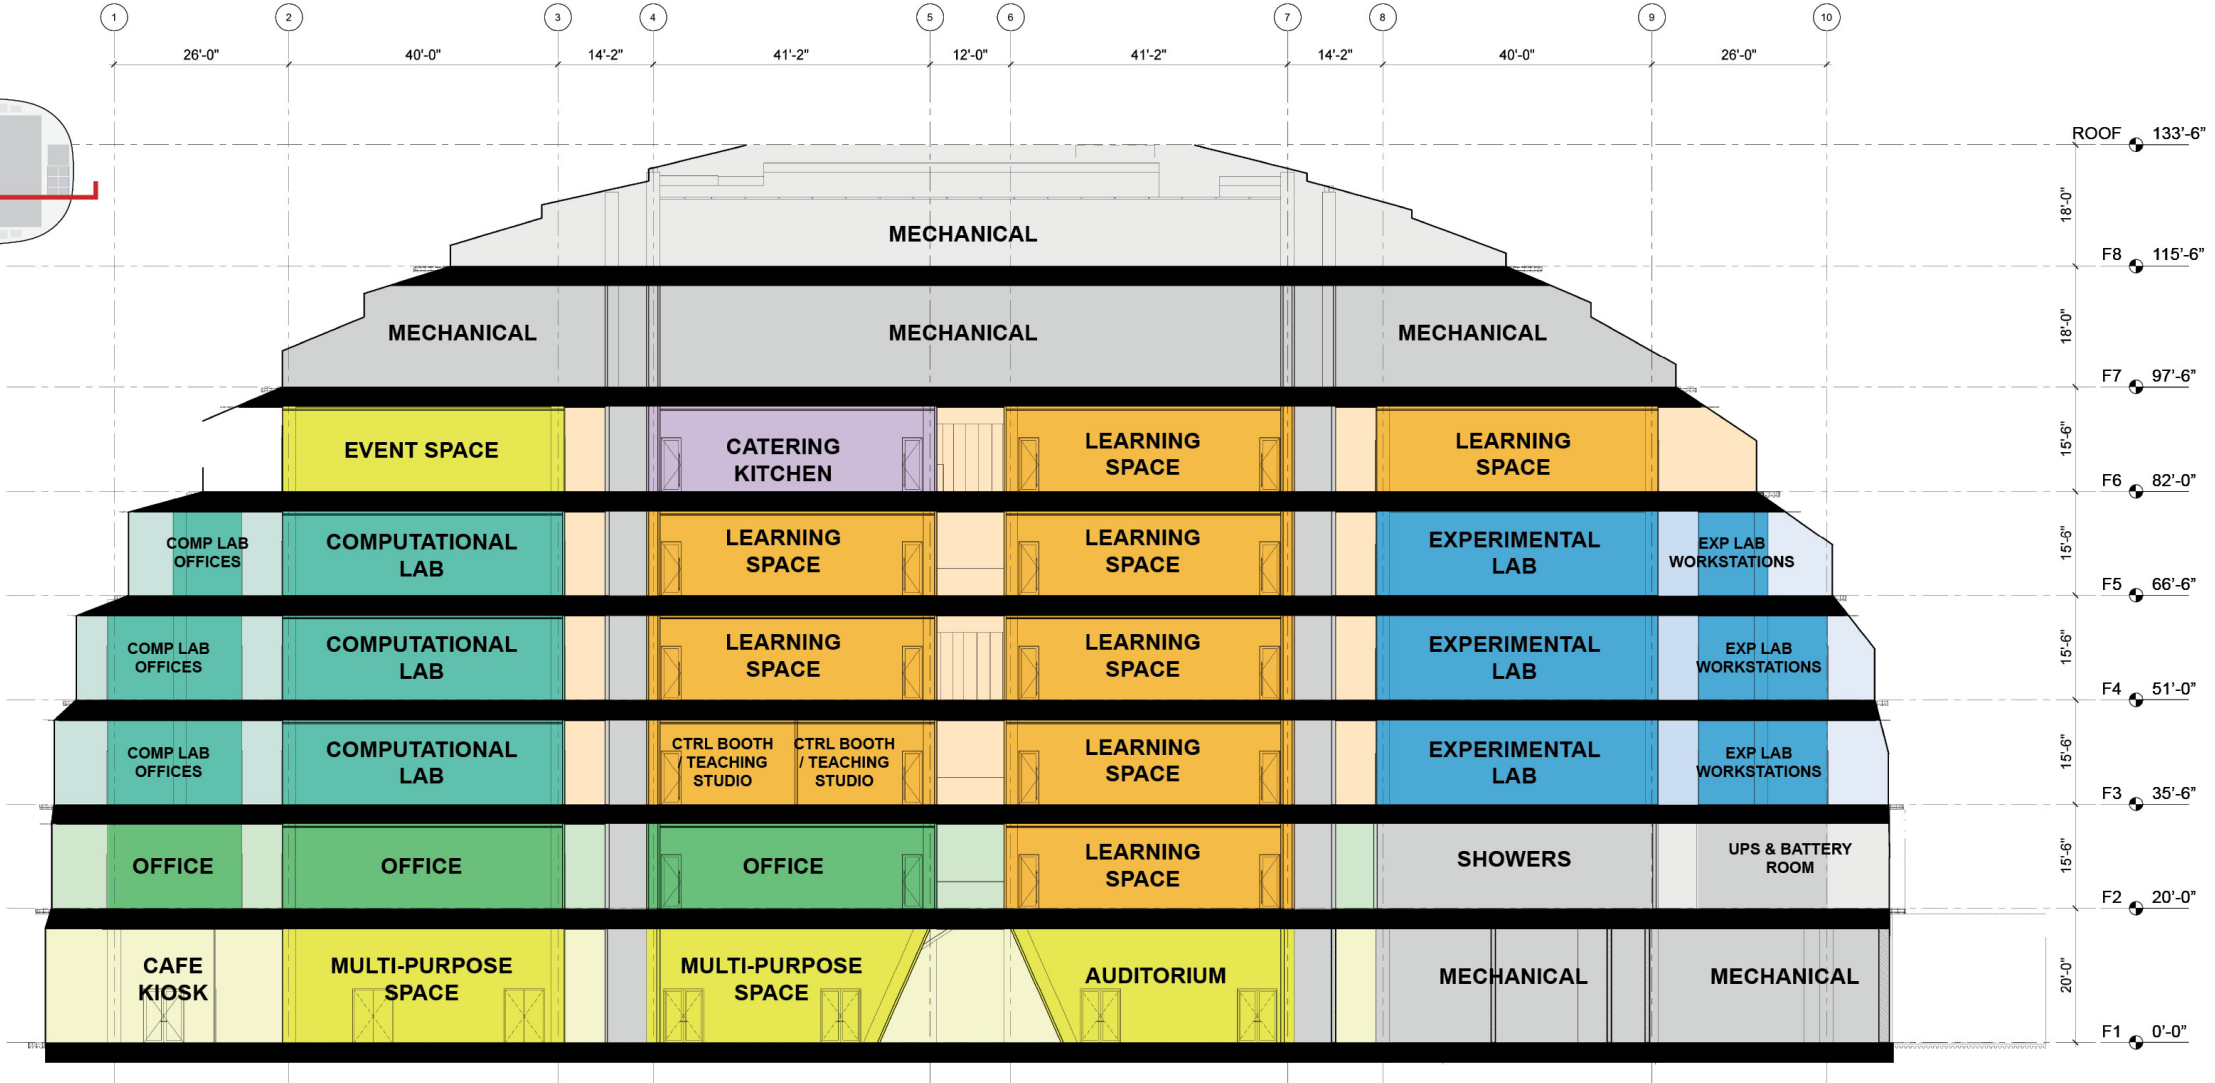 1 2 3 4 5 6 7 8 9 10
26'-0" 40'-0" 14'-2" 41'-2" 12'-0" 41'-2" 14'-2" 40'-0" 26'-0"
ROOF 133'-6"
18'-0"
MECHANICAL
F8 115'-6"
18'-0"
MECHANICAL MECHANICAL MECHANICAL
F7 97'-6"
15'-6"
EVENT SPACE
CATERING
KITCHEN
LEARNING
SPACE
LEARNING
SPACE
F6 82'-0"
15'-6"
COMP LAB
OFFICES
COMPUTATIONAL
LAB
LEARNING
SPACE
LEARNING
SPACE
EXPERIMENTAL
LAB
EXP LAB
WORKSTATIONS
F5 66'-6"
15'-6"
COMP LAB
OFFICES
COMPUTATIONAL
LAB
LEARNING
SPACE
LEARNING
SPACE
EXPERIMENTAL
LAB
EXP LAB
WORKSTATIONS
F4 51'-0"
15'-6"
COMP LAB
OFFICES
COMPUTATIONAL
LAB
CTRL BOOTH
/ TEACHING
STUDIO
CTRL BOOTH
/ TEACHING
STUDIO
LEARNING
SPACE
EXPERIMENTAL
LAB
EXP LAB
WORKSTATIONS
F3 35'-6"
15'-6"
OFFICE
OFFICE
OFFICE
LEARNING
SPACE
SHOWERS
UPS & BATTERY
ROOM
F2 20'-0"
20'-0"
CAFE
KIOSK
MULTI-PURPOSE
SPACE
MULTI-PURPOSE
SPACE
AUDITORIUM
MECHANICAL
MECHANICAL
F1 0'-0"